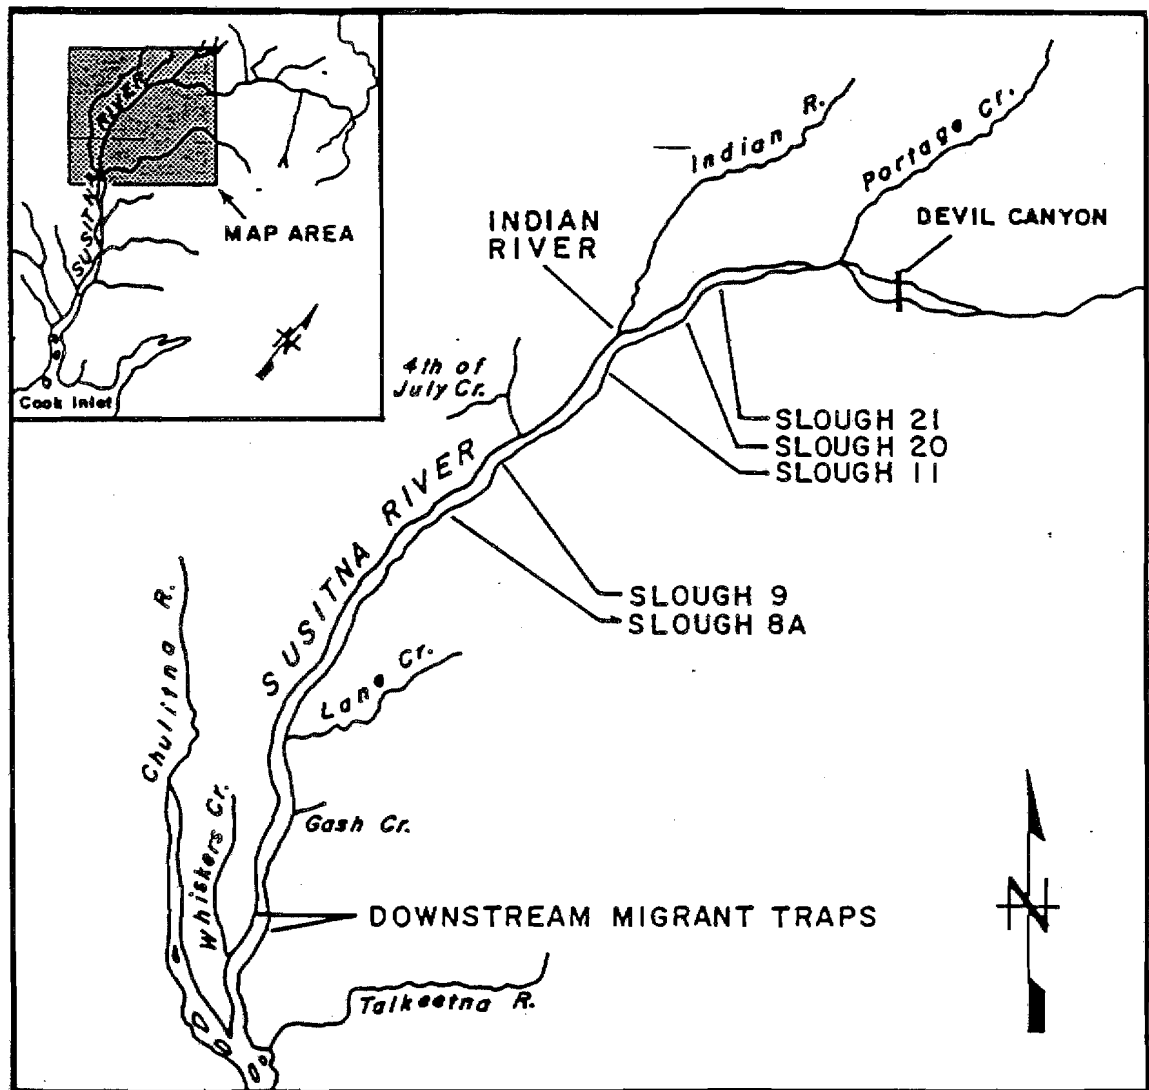 RIVER
SUSITNA
MAP AREA
Cook Inlet
Indian R.
Portage Cr.
INDIAN
RIVER
DEVIL CANYON
4th of
July Cr.
SLOUGH 21
SLOUGH 20
SLOUGH 11
SUSITNA RIVER
SLOUGH 9
SLOUGH 8A
Chulitna R.
Lane Cr.
Whiskers Cr.
Gash Cr.
DOWNSTREAM MIGRANT TRAPS
Talkeetna R.
N